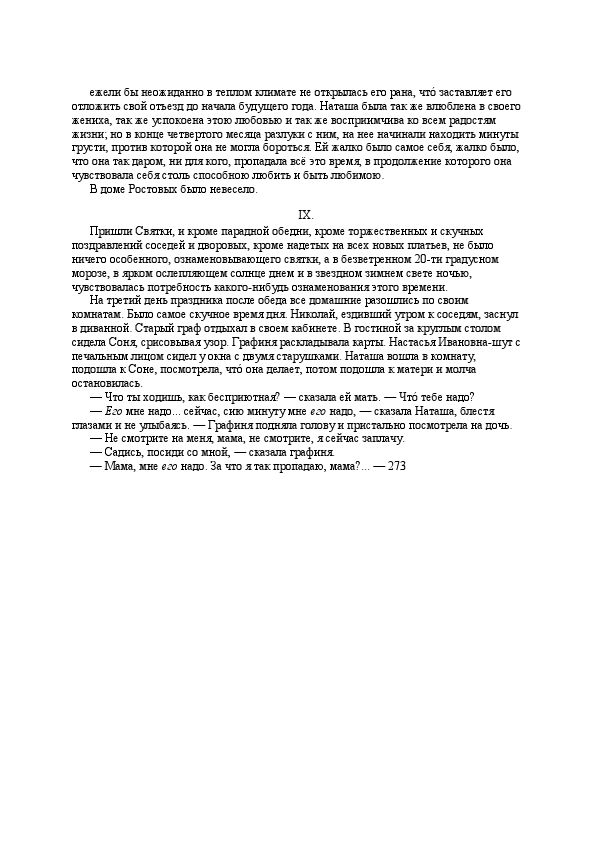 ежели бы неожиданно в теплом климате не открылась его рана, что́ заставляет его
отложить свой отъезд до начала будущего года. Наташа была так же влюблена в своего
жениха, так же успокоена этою любовью и так же восприимчива ко всем радостям
жизни; но в конце четвертого месяца разлуки с ним, на нее начинали находить минуты
грусти, против которой она не могла бороться. Ей жалко было самое себя, жалко было,
что она так даром, ни для кого, пропадала всё это время, в продолжение которого она
чувствовала себя столь способною любить и быть любимою.
В доме Ростовых было невесело.
IX.
Пришли Святки, и кроме парадной обедни, кроме торжественных и скучных
поздравлений соседей и дворовых, кроме надетых на всех новых платьев, не было
ничего особенного, ознаменовывающего святки, а в безветренном 20-ти градусном
морозе, в ярком ослепляющем солнце днем и в звездном зимнем свете ночью,
чувствовалась потребность какого-нибудь ознаменования этого времени.
На третий день праздника после обеда все домашние разошлись по своим
комнатам. Было самое скучное время дня. Николай, ездивший утром к соседям, заснул
в диванной. Старый граф отдыхал в своем кабинете. В гостиной за круглым столом
сидела Соня, срисовывая узор. Графиня раскладывала карты. Настасья Ивановна-шут с
печальным лицом сидел у окна с двумя старушками. Наташа вошла в комнату,
подошла к Соне, посмотрела, что́ она делает, потом подошла к матери и молча
остановилась.
— Что ты ходишь, как бесприютная? — сказала ей мать. — Что́ тебе надо?
— Его мне надо... сейчас, сию минуту мне его надо, — сказала Наташа, блестя
глазами и не улыбаясь. — Графиня подняла голову и пристально посмотрела на дочь.
— Не смотрите на меня, мама, не смотрите, я сейчас заплачу.
— Садись, посиди со мной, — сказала графиня.
— Мама, мне его надо. За что я так пропадаю, мама?... — 273